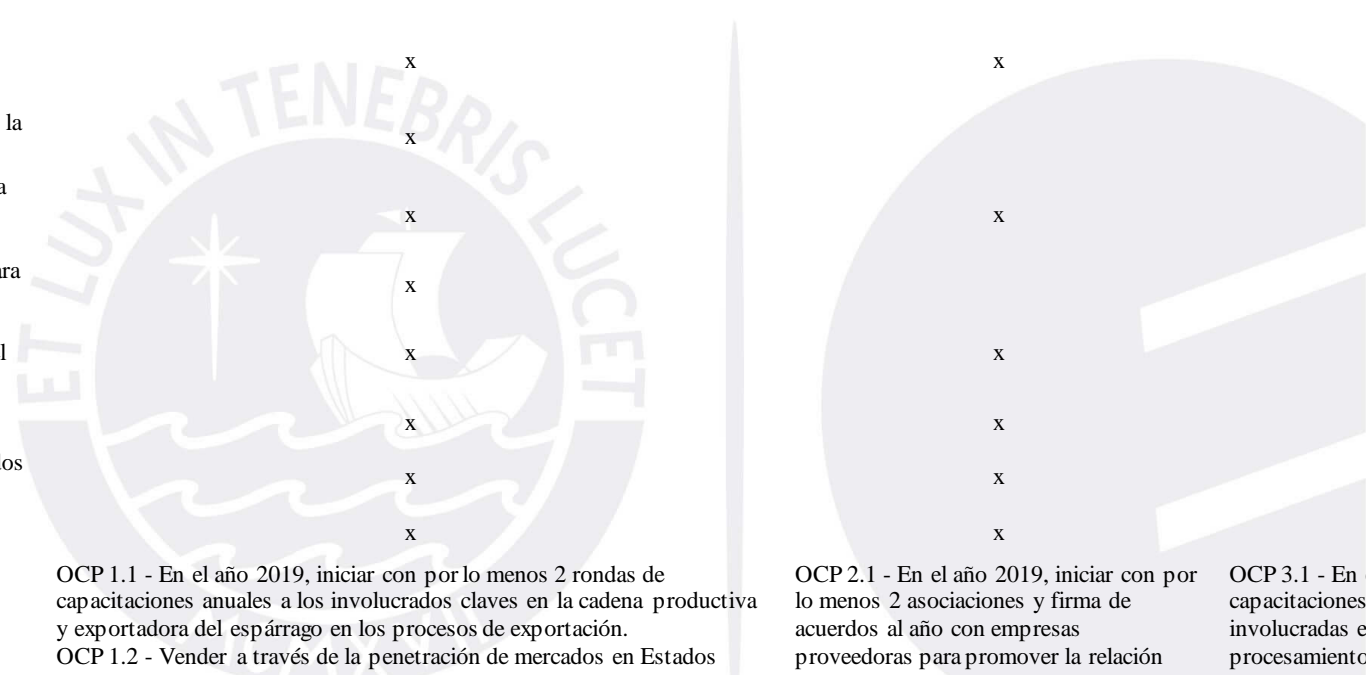 x x
la
x
a
x x
ara
x
l
x x
x x
dos
x x
x x
OCP 1.1 - En el año 2019, iniciar con por lo menos 2 rondas de
capacitaciones anuales a los involucrados claves en la cadena productiva
y exportadora del espárrago en los procesos de exportación.
OCP 1.2 - Vender a través de la penetración de mercados en Estados
OCP 2.1 - En el año 2019, iniciar con por
lo menos 2 asociaciones y firma de
acuerdos al año con empresas
proveedoras para promover la relación
OCP 3.1 - En
capacitaciones
involucradas e
procesamiento
ET LUX IN TENEBRIS LUCET